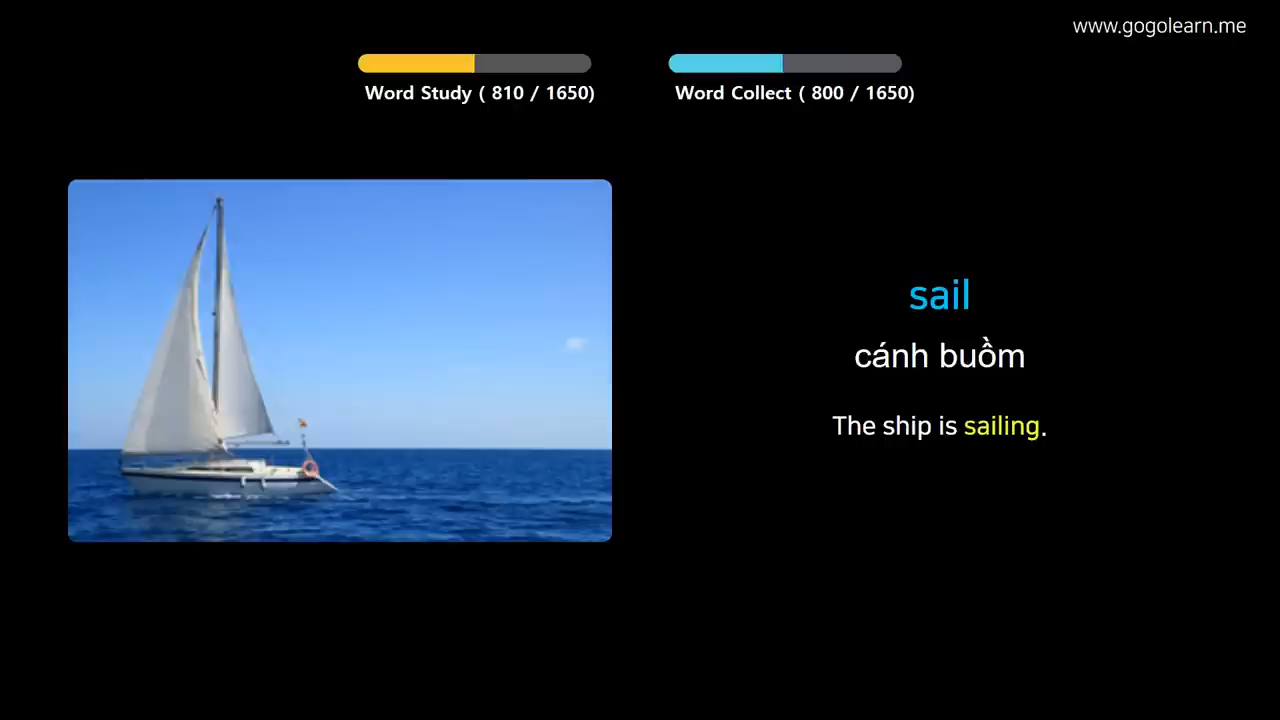 www.gogolearn.me
Word Study ( 810 / 1650)
Word Collect ( 800 / 1650)
sail
cánh buồm
The ship is sailing.